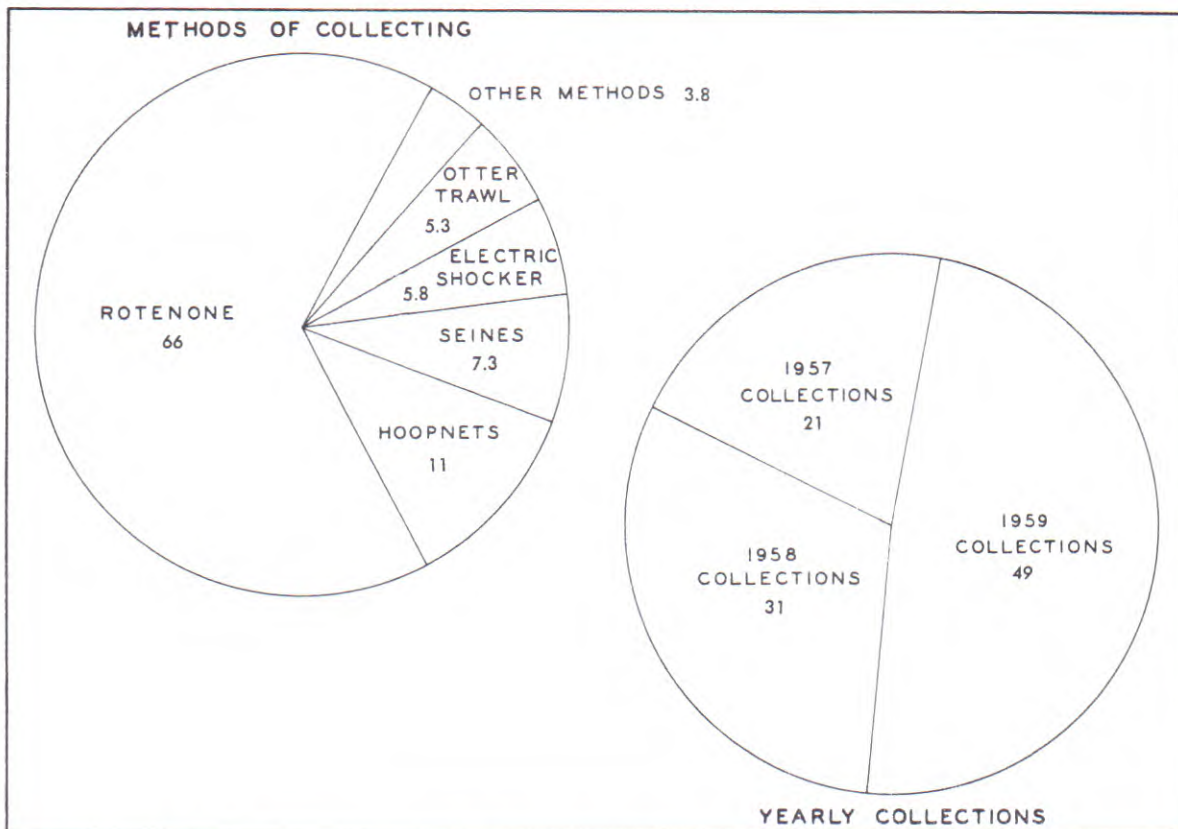 METHODS OF COLLECTING
OTHER METHODS 3.8
OTTER
TRAWL
5.3
ELECTRIC
SHOCKER
5.8
ROTENONE
66
SEINES
7.3
HOOPNETS
11
1957
COLLECTIONS
21
1959
COLLECTIONS
49
1958
COLLECTIONS
31
YEARLY COLLECTIONS